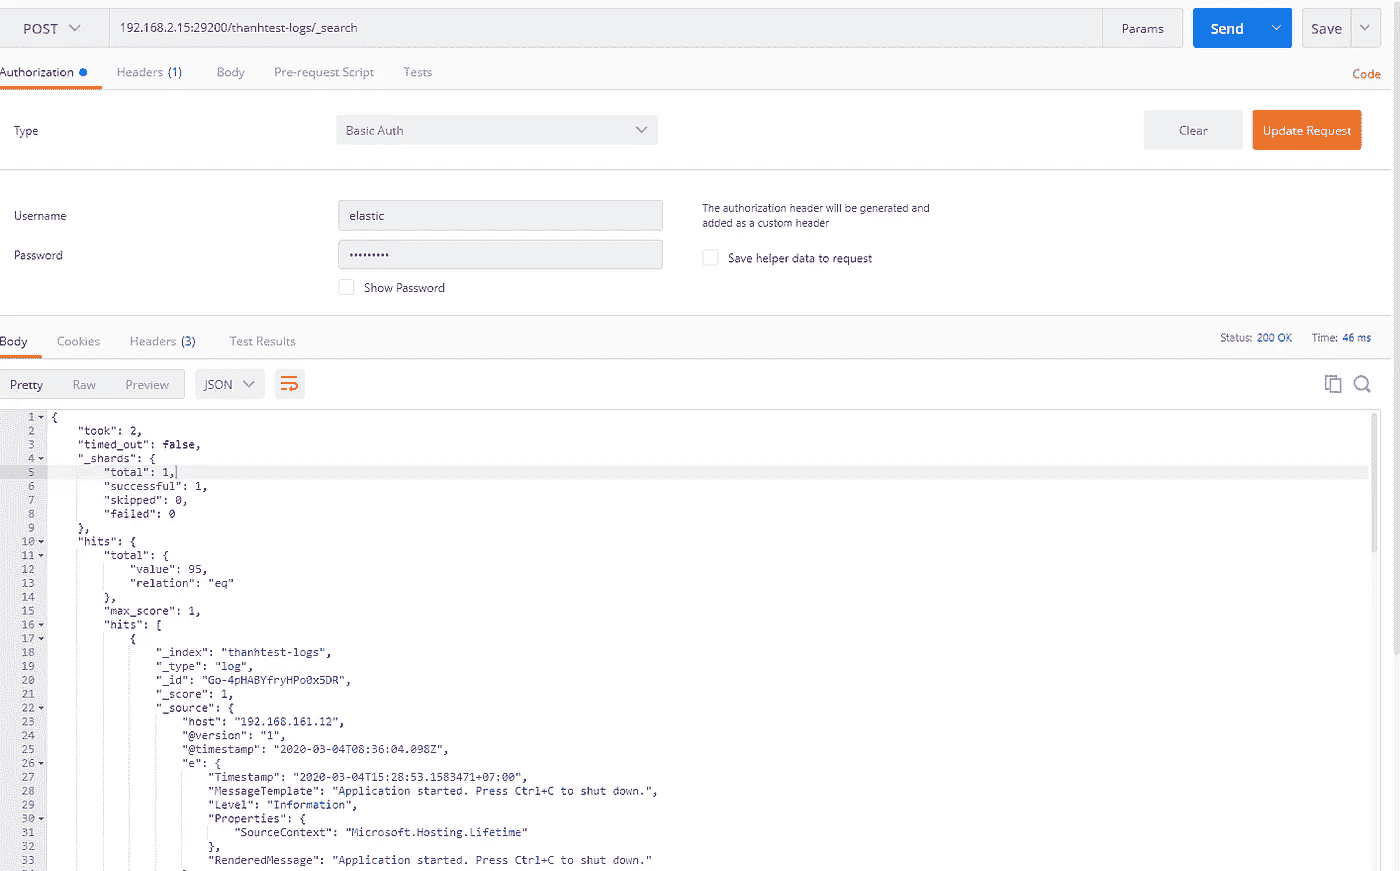 POST 192.168.2.15:29200/thanhtest-logs/_search Params Send Save
Authorization Headers (1) Body Pre-request Script Tests Code
Type Basic Auth Clear Update Request
Username elastic The authorization header will be generated and
added as a custom header
Password ••••••••• Save helper data to request
Show Password
Body Cookies Headers (3) Test Results Status: 200 OK Time: 46 ms
Pretty Raw Preview JSON
1 {
2 "took": 2,
3 "timed_out": false,
4 "_shards": {
5 "total": 1,
6 "successful": 1,
7 "skipped": 0,
8 "failed": 0
9 },
10 "hits": {
11 "total": {
12 "value": 95,
13 "relation": "eq"
14 },
15 "max_score": 1,
16 "hits": [
17 {
18 "_index": "thanhtest-logs",
19 "_type": "log",
20 "_id": "Go-4pHABYfryHPo0x5DR",
21 "_score": 1,
22 "_source": {
23 "host": "192.168.161.12",
24 "@version": "1",
25 "@timestamp": "2020-03-04T08:36:04.098Z",
26 "e": {
27 "Timestamp": "2020-03-04T15:28:53.1583471+07:00",
28 "MessageTemplate": "Application started. Press Ctrl+C to shut down.",
29 "Level": "Information",
30 "Properties": {
31 "SourceContext": "Microsoft.Hosting.Lifetime"
32 },
33 "RenderedMessage": "Application started. Press Ctrl+C to shut down."